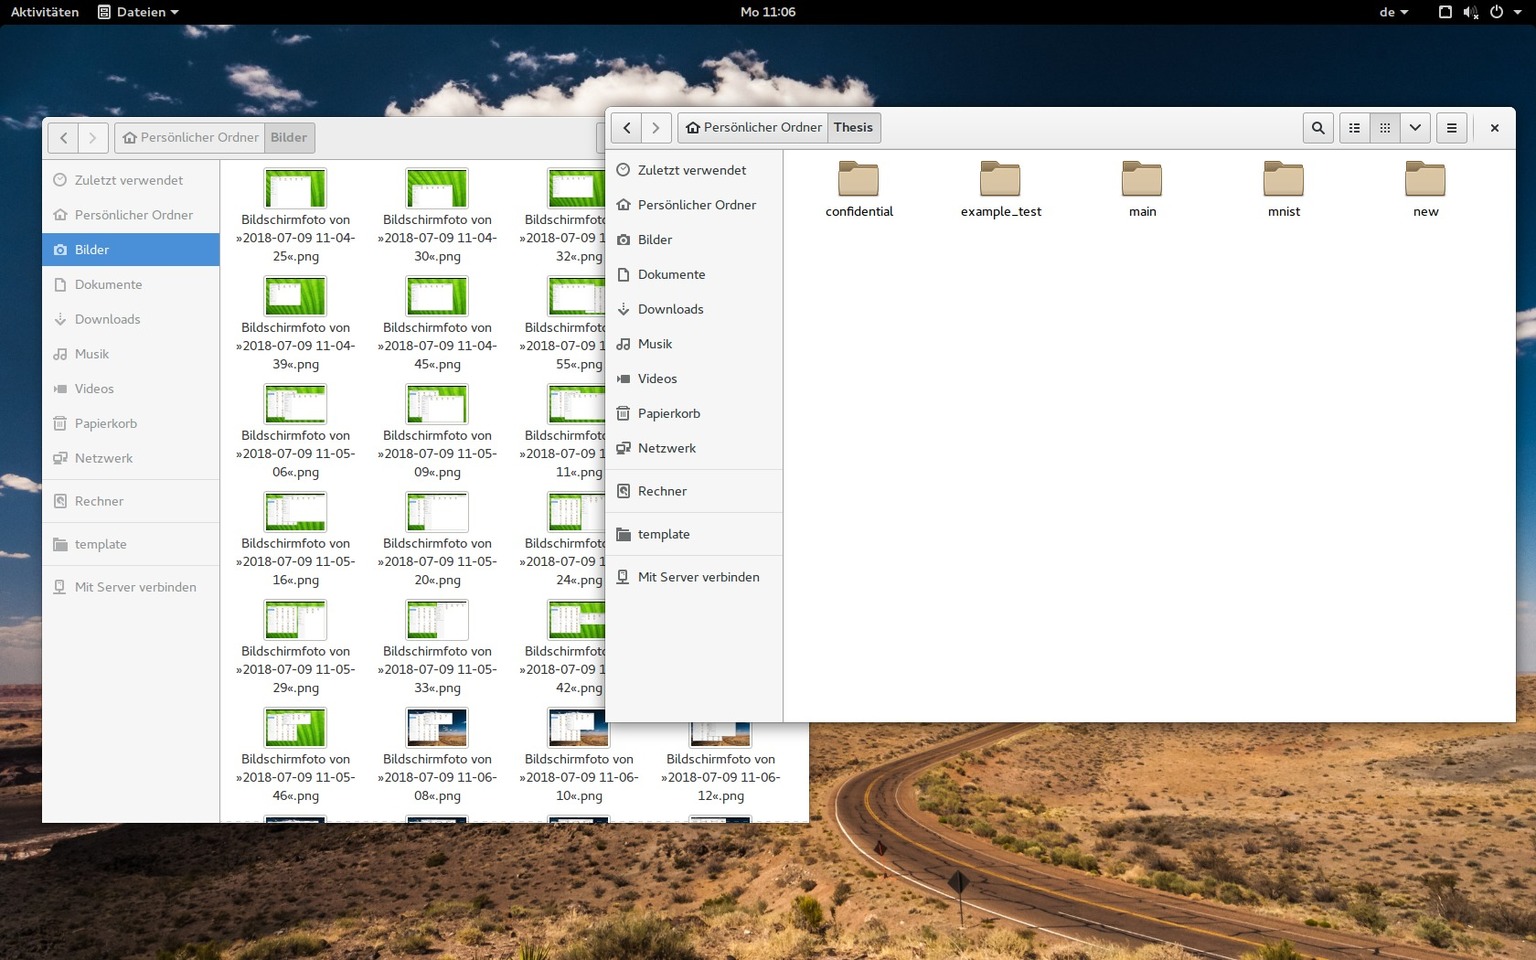 Aktivitäten Dateien Mo 11:06 de
Persönlicher Ordner Bilder
Zuletzt verwendet
Persönlicher Ordner
Bilder
Dokumente
Downloads
Musik
Videos
Papierkorb
Netzwerk
Rechner
template
Mit Server verbinden
Bildschirmfoto von Bildschirmfoto von Bildschirmfoto
»2018-07-09 11-04- »2018-07-09 11-04- »2018-07-09 1
25«.png 30«.png 32«.png
Bildschirmfoto von Bildschirmfoto von Bildschirmfoto
»2018-07-09 11-04- »2018-07-09 11-04- »2018-07-09 1
39«.png 45«.png 55«.png
Bildschirmfoto von Bildschirmfoto von Bildschirmfoto
»2018-07-09 11-05- »2018-07-09 11-05- »2018-07-09 1
06«.png 09«.png 11«.png
Bildschirmfoto von Bildschirmfoto von Bildschirmfoto
»2018-07-09 11-05- »2018-07-09 11-05- »2018-07-09 1
16«.png 20«.png 24«.png
Bildschirmfoto von Bildschirmfoto von Bildschirmfoto
»2018-07-09 11-05- »2018-07-09 11-05- »2018-07-09 1
29«.png 33«.png 42«.png
Bildschirmfoto von Bildschirmfoto von Bildschirmfoto von Bildschirmfoto von
»2018-07-09 11-05- »2018-07-09 11-06- »2018-07-09 11-06- »2018-07-09 11-06-
46«.png 08«.png 10«.png 12«.png
Persönlicher Ordner Thesis
Zuletzt verwendet
Persönlicher Ordner
Bilder
Dokumente
Downloads
Musik
Videos
Papierkorb
Netzwerk
Rechner
template
Mit Server verbinden
confidential example_test main mnist new